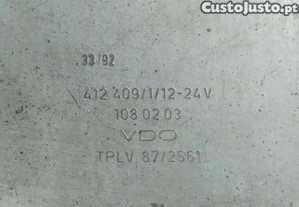 CustoJusto.pt
.33/92
412 409/1/12-24V
108 02 03
VDO
TPLV 87/2561